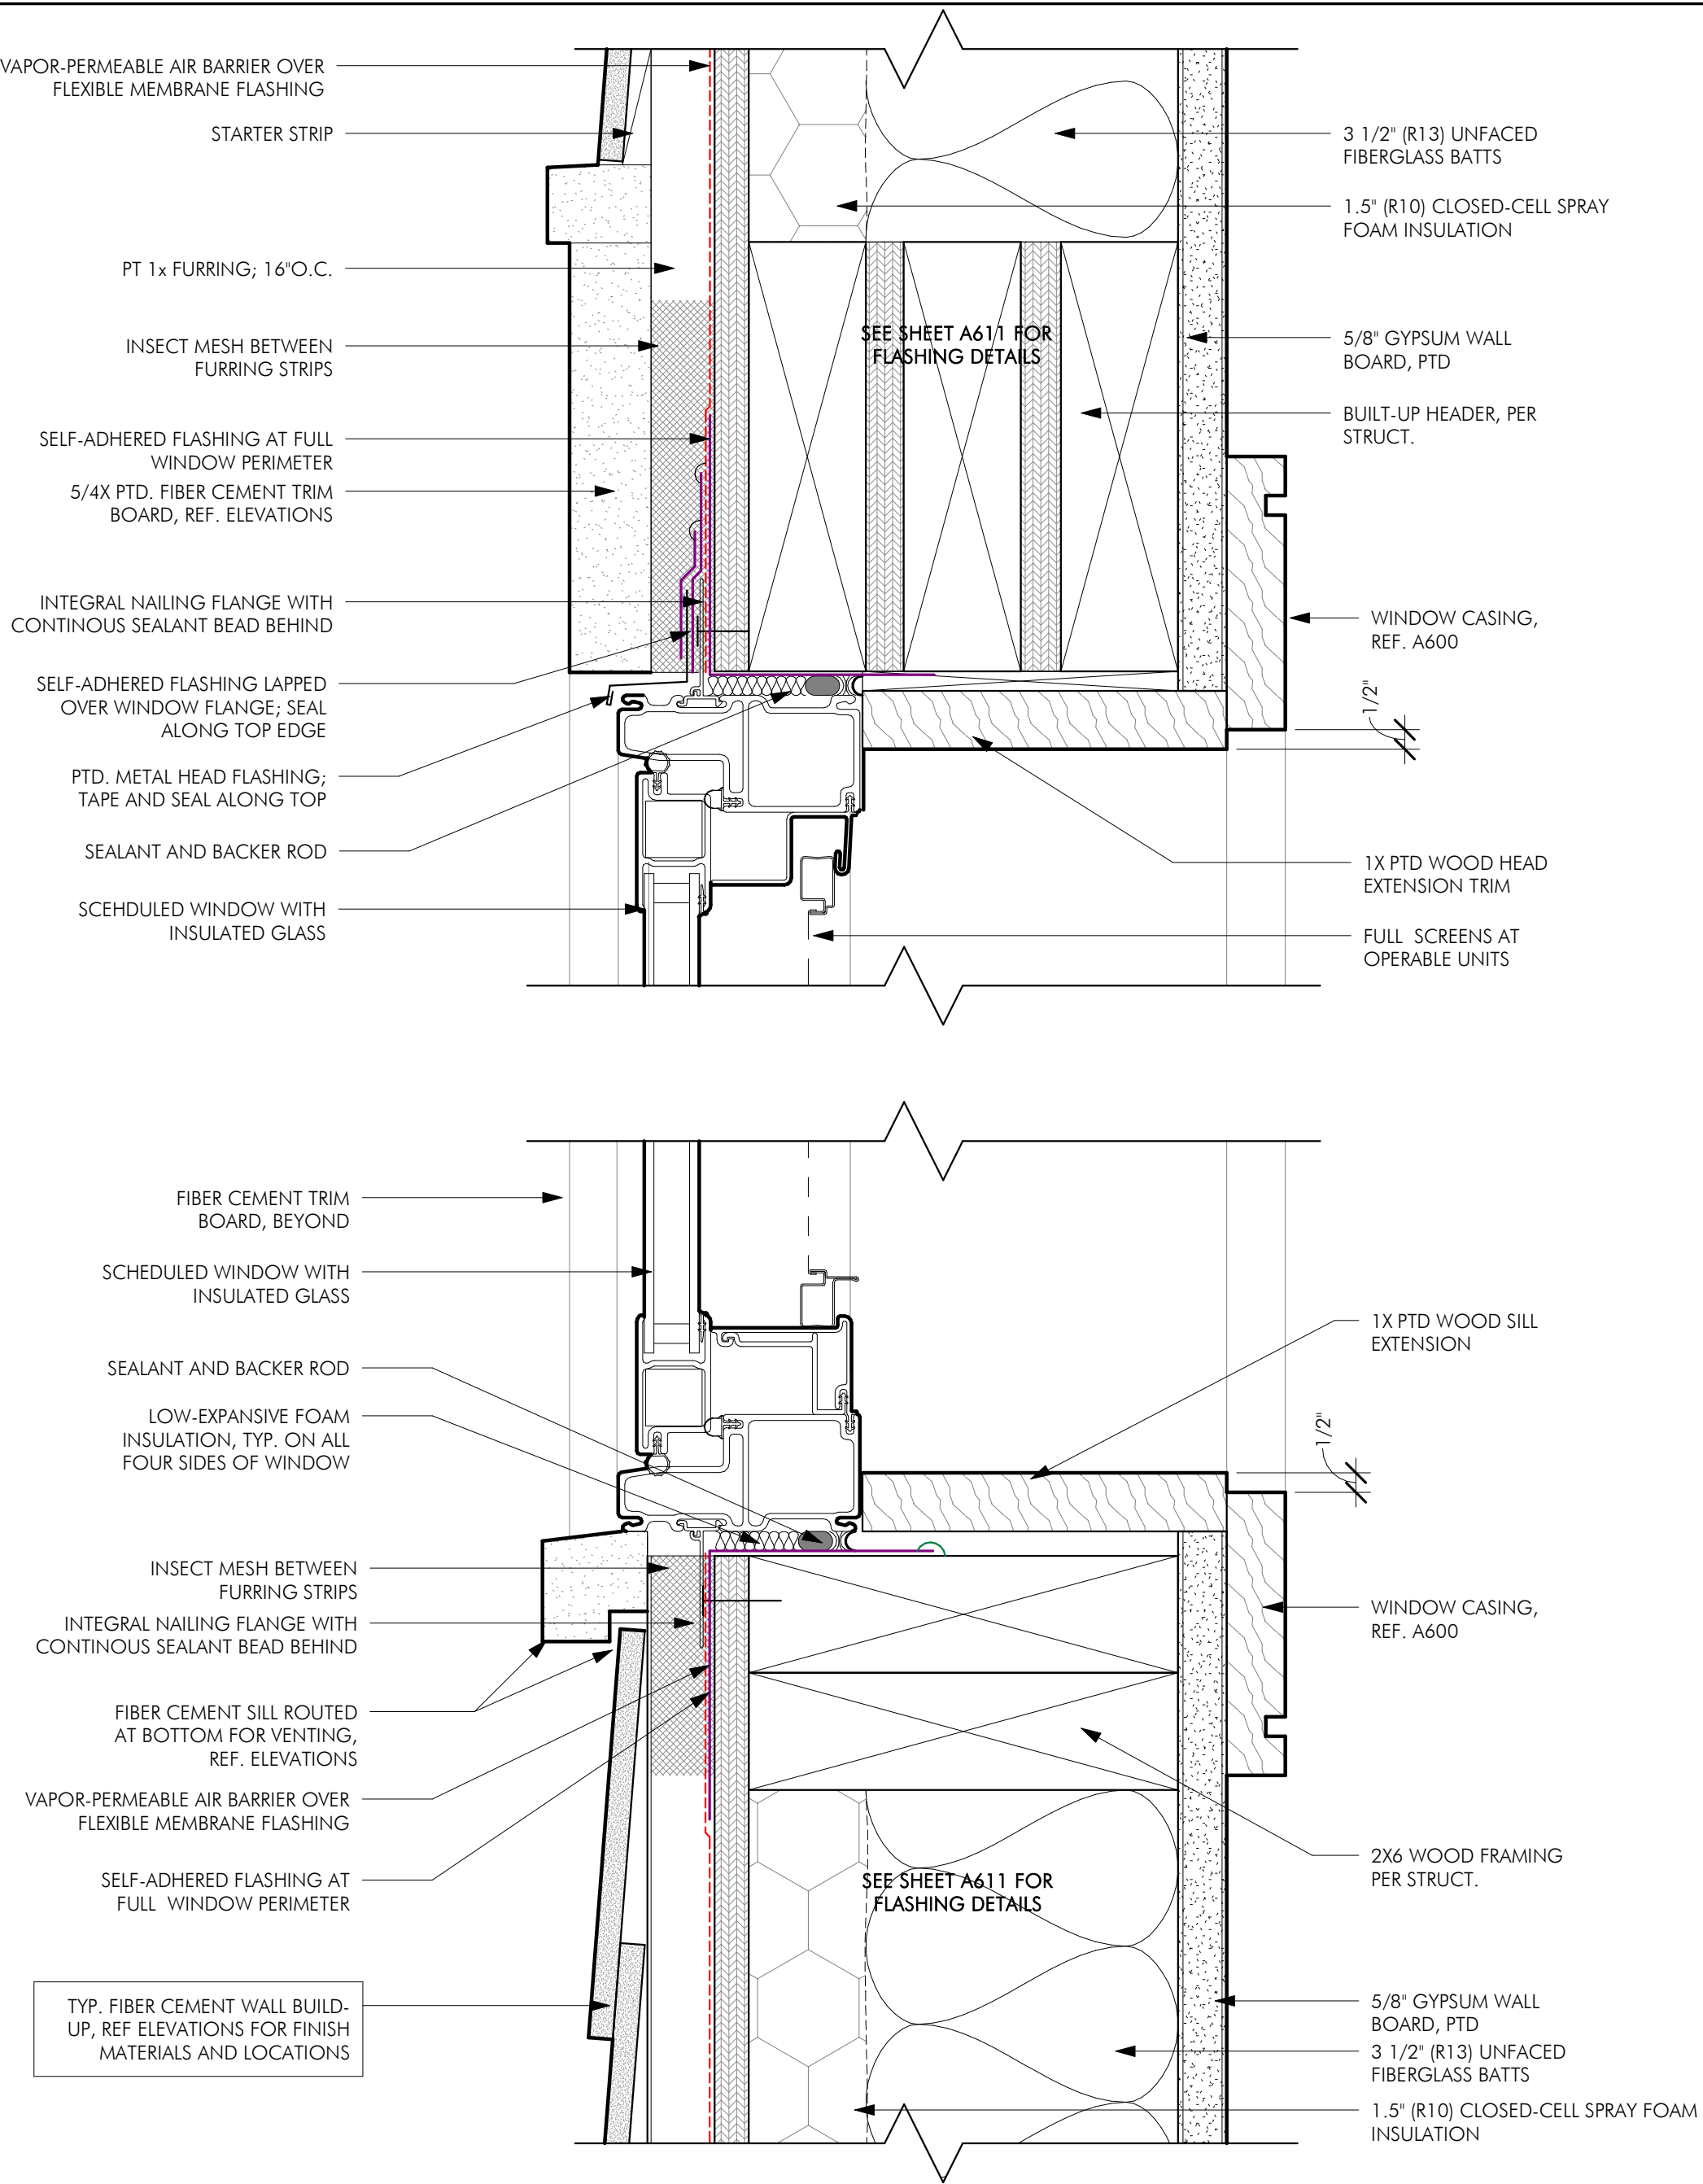 VAPOR-PERMEABLE AIR BARRIER OVER
FLEXIBLE MEMBRANE FLASHING
STARTER STRIP
PT 1x FURRING; 16"O.C.
INSECT MESH BETWEEN
FURRING STRIPS
SELF-ADHERED FLASHING AT FULL
WINDOW PERIMETER
5/4X PTD. FIBER CEMENT TRIM
BOARD, REF. ELEVATIONS
INTEGRAL NAILING FLANGE WITH
CONTINOUS SEALANT BEAD BEHIND
SELF-ADHERED FLASHING LAPPED
OVER WINDOW FLANGE; SEAL
ALONG TOP EDGE
PTD. METAL HEAD FLASHING;
TAPE AND SEAL ALONG TOP
SEALANT AND BACKER ROD
SCEHDULED WINDOW WITH
INSULATED GLASS
SEE SHEET A611 FOR
FLASHING DETAILS
3 1/2" (R13) UNFACED
FIBERGLASS BATTS
1.5" (R10) CLOSED-CELL SPRAY
FOAM INSULATION
5/8" GYPSUM WALL
BOARD, PTD
BUILT-UP HEADER, PER
STRUCT.
WINDOW CASING,
REF. A600
1/2"
1X PTD WOOD HEAD
EXTENSION TRIM
FULL SCREENS AT
OPERABLE UNITS
FIBER CEMENT TRIM
BOARD, BEYOND
SCHEDULED WINDOW WITH
INSULATED GLASS
SEALANT AND BACKER ROD
LOW-EXPANSIVE FOAM
INSULATION, TYP. ON ALL
FOUR SIDES OF WINDOW
INSECT MESH BETWEEN
FURRING STRIPS
INTEGRAL NAILING FLANGE WITH
CONTINOUS SEALANT BEAD BEHIND
FIBER CEMENT SILL ROUTED
AT BOTTOM FOR VENTING,
REF. ELEVATIONS
VAPOR-PERMEABLE AIR BARRIER OVER
FLEXIBLE MEMBRANE FLASHING
SELF-ADHERED FLASHING AT
FULL WINDOW PERIMETER
TYP. FIBER CEMENT WALL BUILD-
UP, REF ELEVATIONS FOR FINISH
MATERIALS AND LOCATIONS
SEE SHEET A611 FOR
FLASHING DETAILS
1X PTD WOOD SILL
EXTENSION
1/2"
WINDOW CASING,
REF. A600
2X6 WOOD FRAMING
PER STRUCT.
5/8" GYPSUM WALL
BOARD, PTD
3 1/2" (R13) UNFACED
FIBERGLASS BATTS
1.5" (R10) CLOSED-CELL SPRAY FOAM
INSULATION